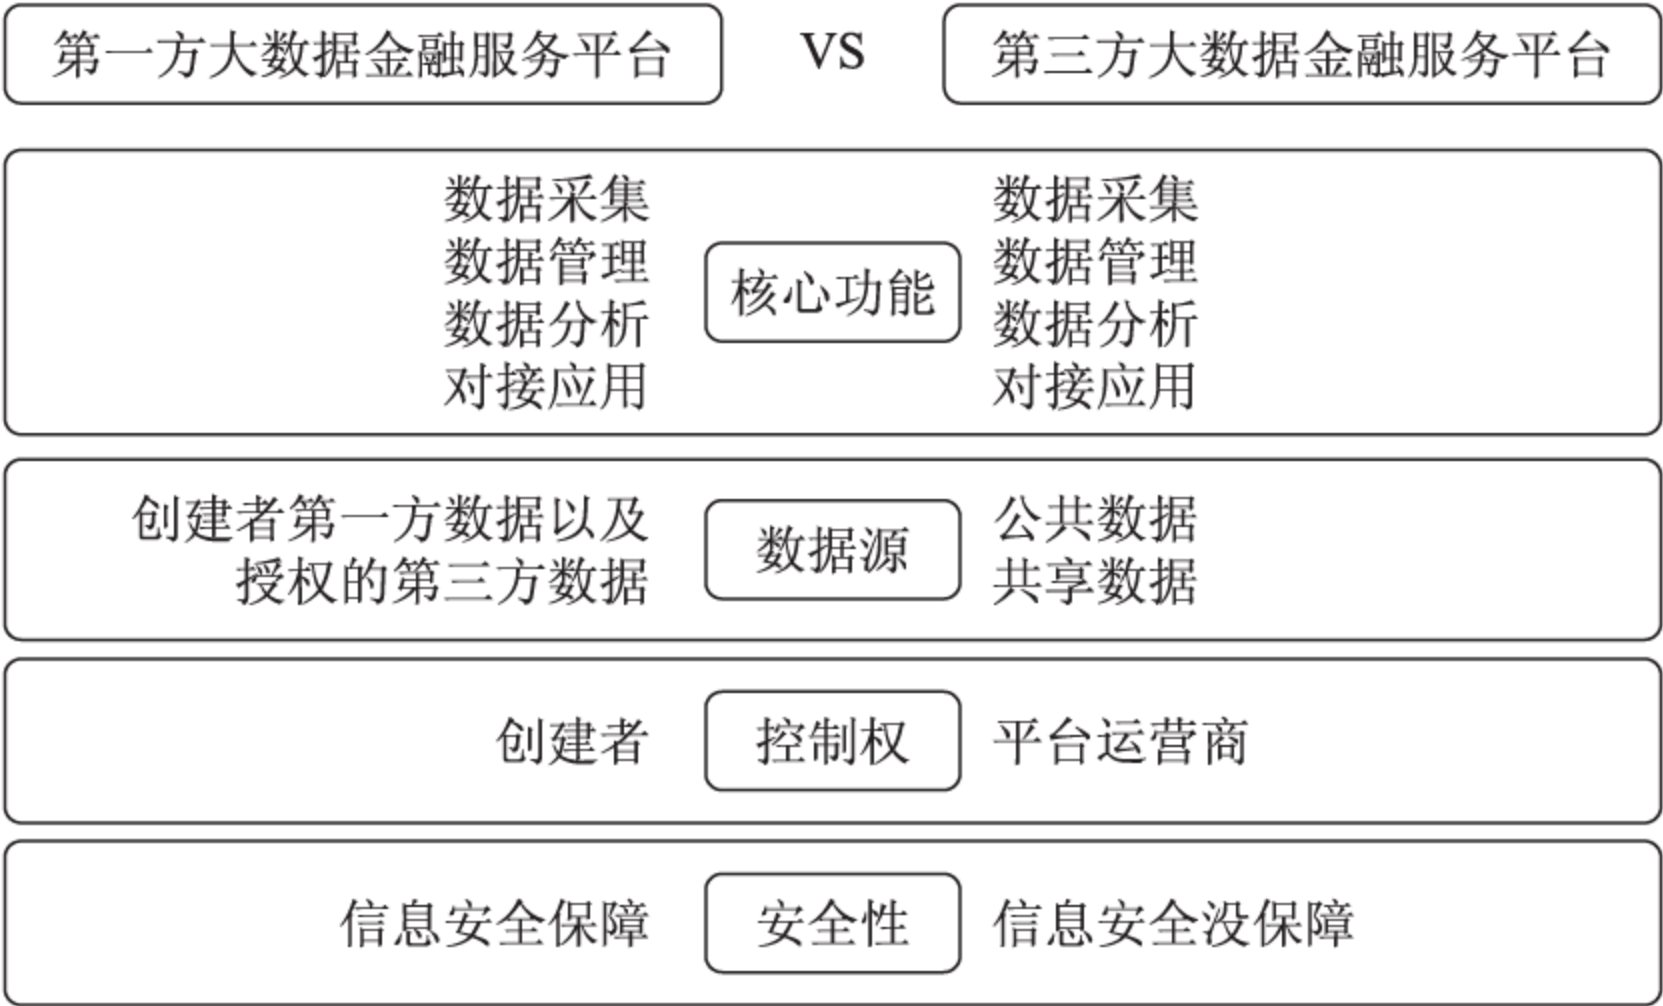 第一方大数据金融服务平台 VS 第三方大数据金融服务平台
数据采集 数据采集
数据管理 数据管理
核心功能
数据分析 数据分析
对接应用 对接应用
创建者第一方数据以及 公共数据
数据源
授权的第三方数据 共享数据
创建者 控制权 平台运营商
信息安全保障 安全性 信息安全没保障